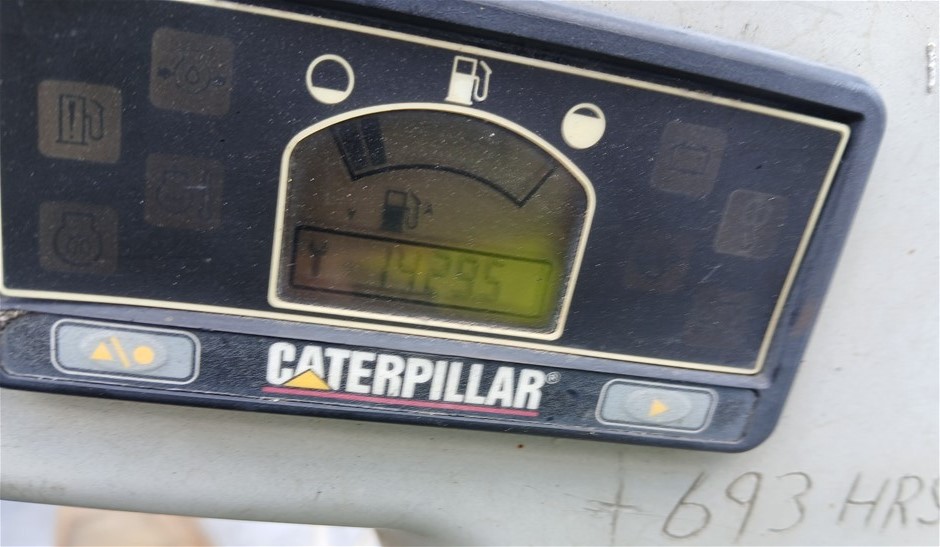 14295
CATERPILLAR®
+ 693 HRS